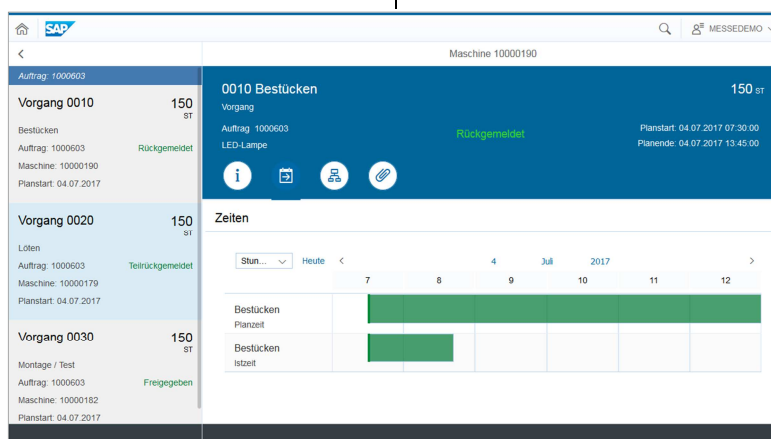 SAP
MESSEDEMO
Maschine 10000190
Auftrag: 1000603
Vorgang 0010 150
ST
Bestücken
Auftrag: 1000603 Rückgemeldet
Maschine: 10000190
Planstart: 04.07.2017
Vorgang 0020 150
ST
Löten
Auftrag: 1000603 Teilrückgemeldet
Maschine: 10000179
Planstart: 04.07.2017
Vorgang 0030 150
ST
Montage / Test
Auftrag: 1000603 Freigegeben
Maschine: 10000182
Planstart: 04.07.2017
0010 Bestücken 150 ST
Vorgang
Auftrag 1000603 Rückgemeldet Planstart: 04.07.2017 07:30:00
LED-Lampe Planende: 04.07.2017 13:45:00
i
Zeiten
Stun... Heute < 4 Juli 2017 >
7 8 9 10 11 12
Bestücken
Planzeit
Bestücken
Istzeit